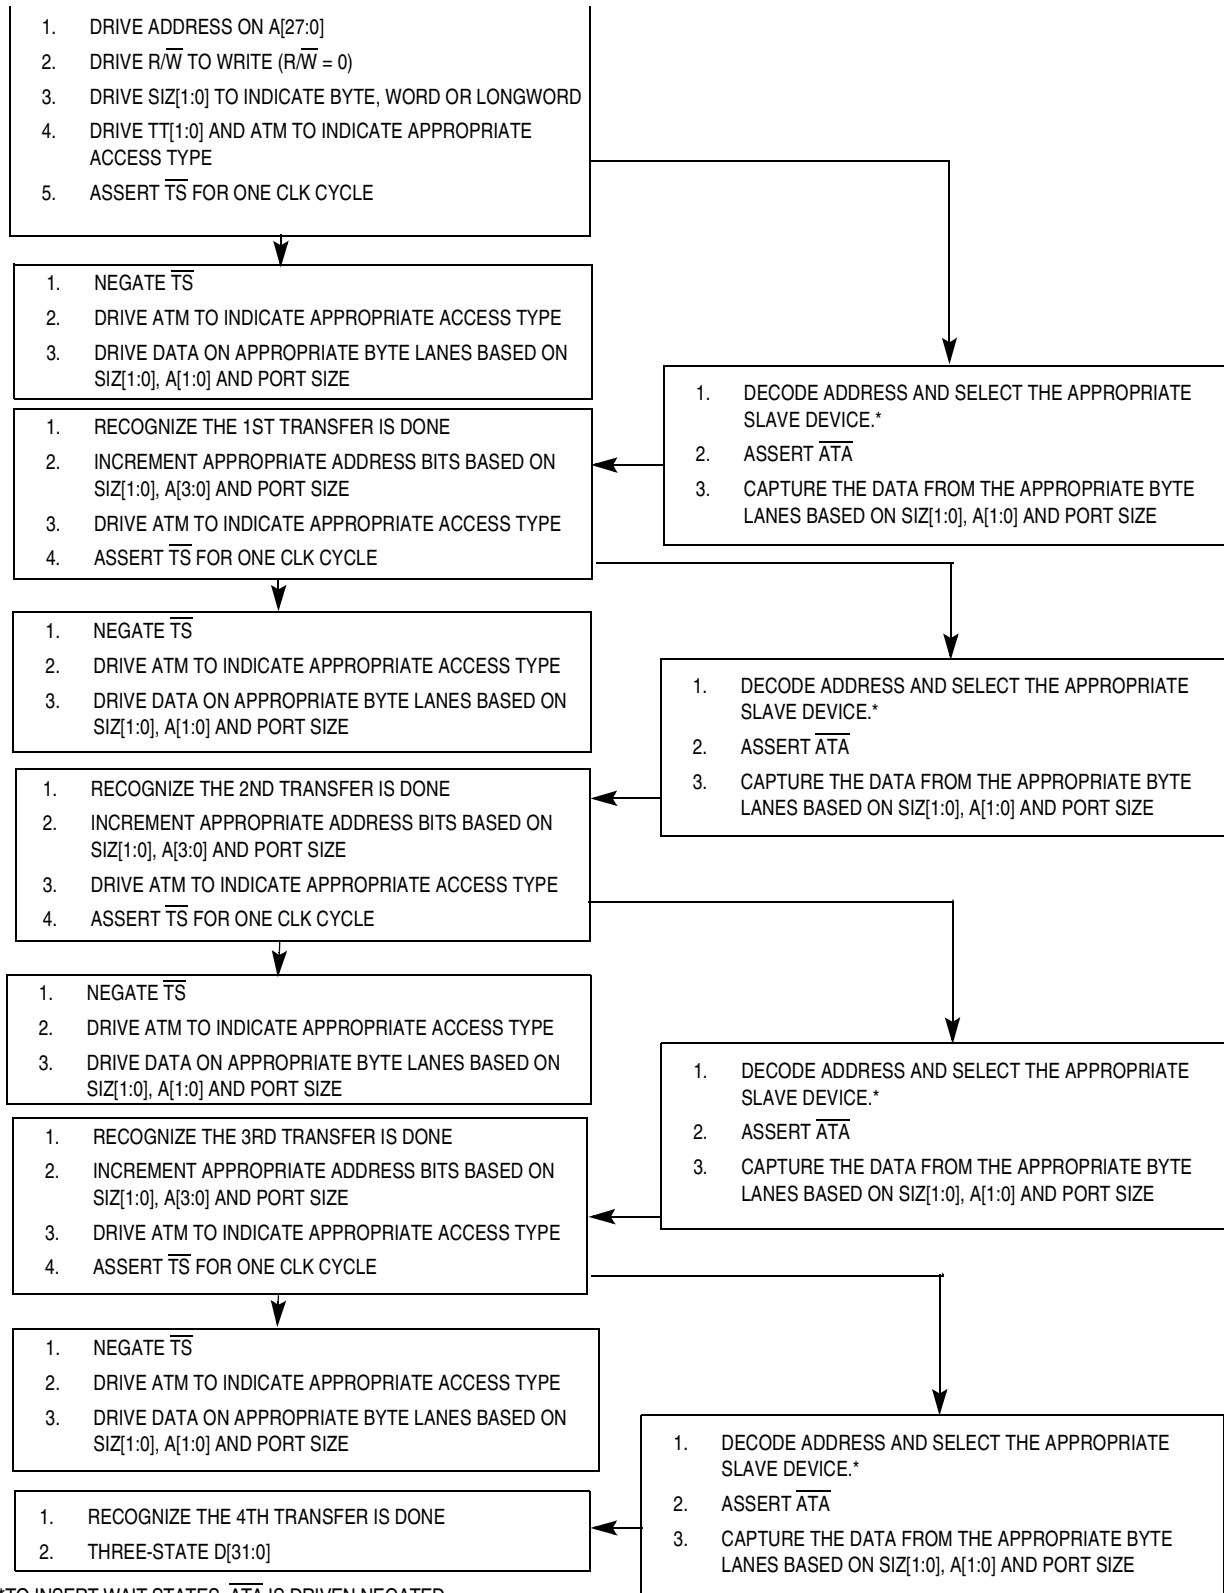 1. DRIVE ADDRESS ON A[27:0]
2. DRIVE R/W̅ TO WRITE (R/W̅ = 0)
3. DRIVE SIZ[1:0] TO INDICATE BYTE, WORD OR LONGWORD
4. DRIVE TT[1:0] AND ATM TO INDICATE APPROPRIATE
ACCESS TYPE
5. ASSERT T̅S̅ FOR ONE CLK CYCLE
1. NEGATE T̅S̅
2. DRIVE ATM TO INDICATE APPROPRIATE ACCESS TYPE
3. DRIVE DATA ON APPROPRIATE BYTE LANES BASED ON
SIZ[1:0], A[1:0] AND PORT SIZE
1. DECODE ADDRESS AND SELECT THE APPROPRIATE
SLAVE DEVICE.*
2. ASSERT A̅T̅A̅
3. CAPTURE THE DATA FROM THE APPROPRIATE BYTE
LANES BASED ON SIZ[1:0], A[1:0] AND PORT SIZE
1. RECOGNIZE THE 1ST TRANSFER IS DONE
2. INCREMENT APPROPRIATE ADDRESS BITS BASED ON
SIZ[1:0], A[3:0] AND PORT SIZE
3. DRIVE ATM TO INDICATE APPROPRIATE ACCESS TYPE
4. ASSERT T̅S̅ FOR ONE CLK CYCLE
1. NEGATE T̅S̅
2. DRIVE ATM TO INDICATE APPROPRIATE ACCESS TYPE
3. DRIVE DATA ON APPROPRIATE BYTE LANES BASED ON
SIZ[1:0], A[1:0] AND PORT SIZE
1. DECODE ADDRESS AND SELECT THE APPROPRIATE
SLAVE DEVICE.*
2. ASSERT A̅T̅A̅
3. CAPTURE THE DATA FROM THE APPROPRIATE BYTE
LANES BASED ON SIZ[1:0], A[1:0] AND PORT SIZE
1. RECOGNIZE THE 2ND TRANSFER IS DONE
2. INCREMENT APPROPRIATE ADDRESS BITS BASED ON
SIZ[1:0], A[3:0] AND PORT SIZE
3. DRIVE ATM TO INDICATE APPROPRIATE ACCESS TYPE
4. ASSERT T̅S̅ FOR ONE CLK CYCLE
1. NEGATE T̅S̅
2. DRIVE ATM TO INDICATE APPROPRIATE ACCESS TYPE
3. DRIVE DATA ON APPROPRIATE BYTE LANES BASED ON
SIZ[1:0], A[1:0] AND PORT SIZE
1. DECODE ADDRESS AND SELECT THE APPROPRIATE
SLAVE DEVICE.*
2. ASSERT A̅T̅A̅
3. CAPTURE THE DATA FROM THE APPROPRIATE BYTE
LANES BASED ON SIZ[1:0], A[1:0] AND PORT SIZE
1. RECOGNIZE THE 3RD TRANSFER IS DONE
2. INCREMENT APPROPRIATE ADDRESS BITS BASED ON
SIZ[1:0], A[3:0] AND PORT SIZE
3. DRIVE ATM TO INDICATE APPROPRIATE ACCESS TYPE
4. ASSERT T̅S̅ FOR ONE CLK CYCLE
1. NEGATE T̅S̅
2. DRIVE ATM TO INDICATE APPROPRIATE ACCESS TYPE
3. DRIVE DATA ON APPROPRIATE BYTE LANES BASED ON
SIZ[1:0], A[1:0] AND PORT SIZE
1. DECODE ADDRESS AND SELECT THE APPROPRIATE
SLAVE DEVICE.*
2. ASSERT A̅T̅A̅
3. CAPTURE THE DATA FROM THE APPROPRIATE BYTE
LANES BASED ON SIZ[1:0], A[1:0] AND PORT SIZE
1. RECOGNIZE THE 4TH TRANSFER IS DONE
2. THREE-STATE D[31:0]
*TO INSERT WAIT STATES, A̅T̅A̅ IS DRIVEN NEGATED